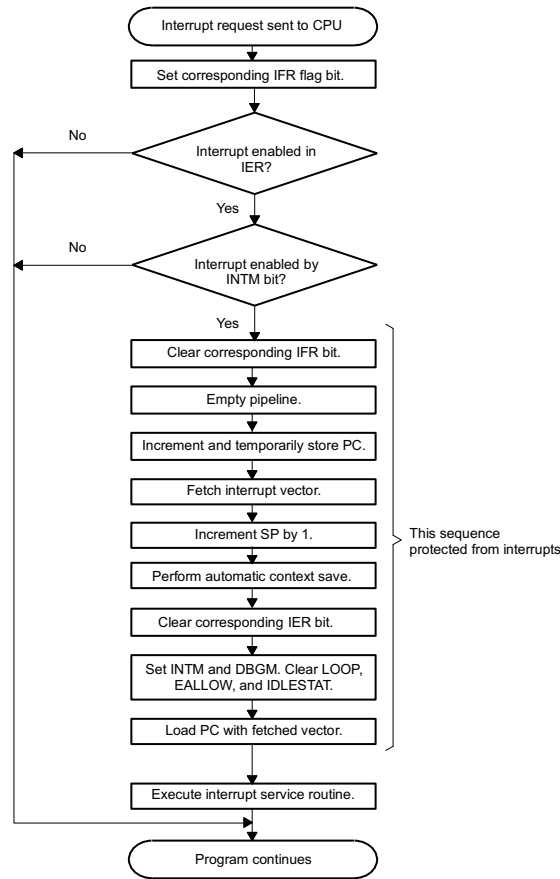 Interrupt request sent to CPU
Set corresponding IFR flag bit.
No
Interrupt enabled in
IER?
Yes
No
Interrupt enabled by
INTM bit?
Yes
Clear corresponding IFR bit.
Empty pipeline.
Increment and temporarily store PC.
Fetch interrupt vector.
Increment SP by 1.
This sequence
protected from interrupts
Perform automatic context save.
Clear corresponding IER bit.
Set INTM and DBGM. Clear LOOP,
EALLOW, and IDLESTAT.
Load PC with fetched vector.
Execute interrupt service routine.
Program continues